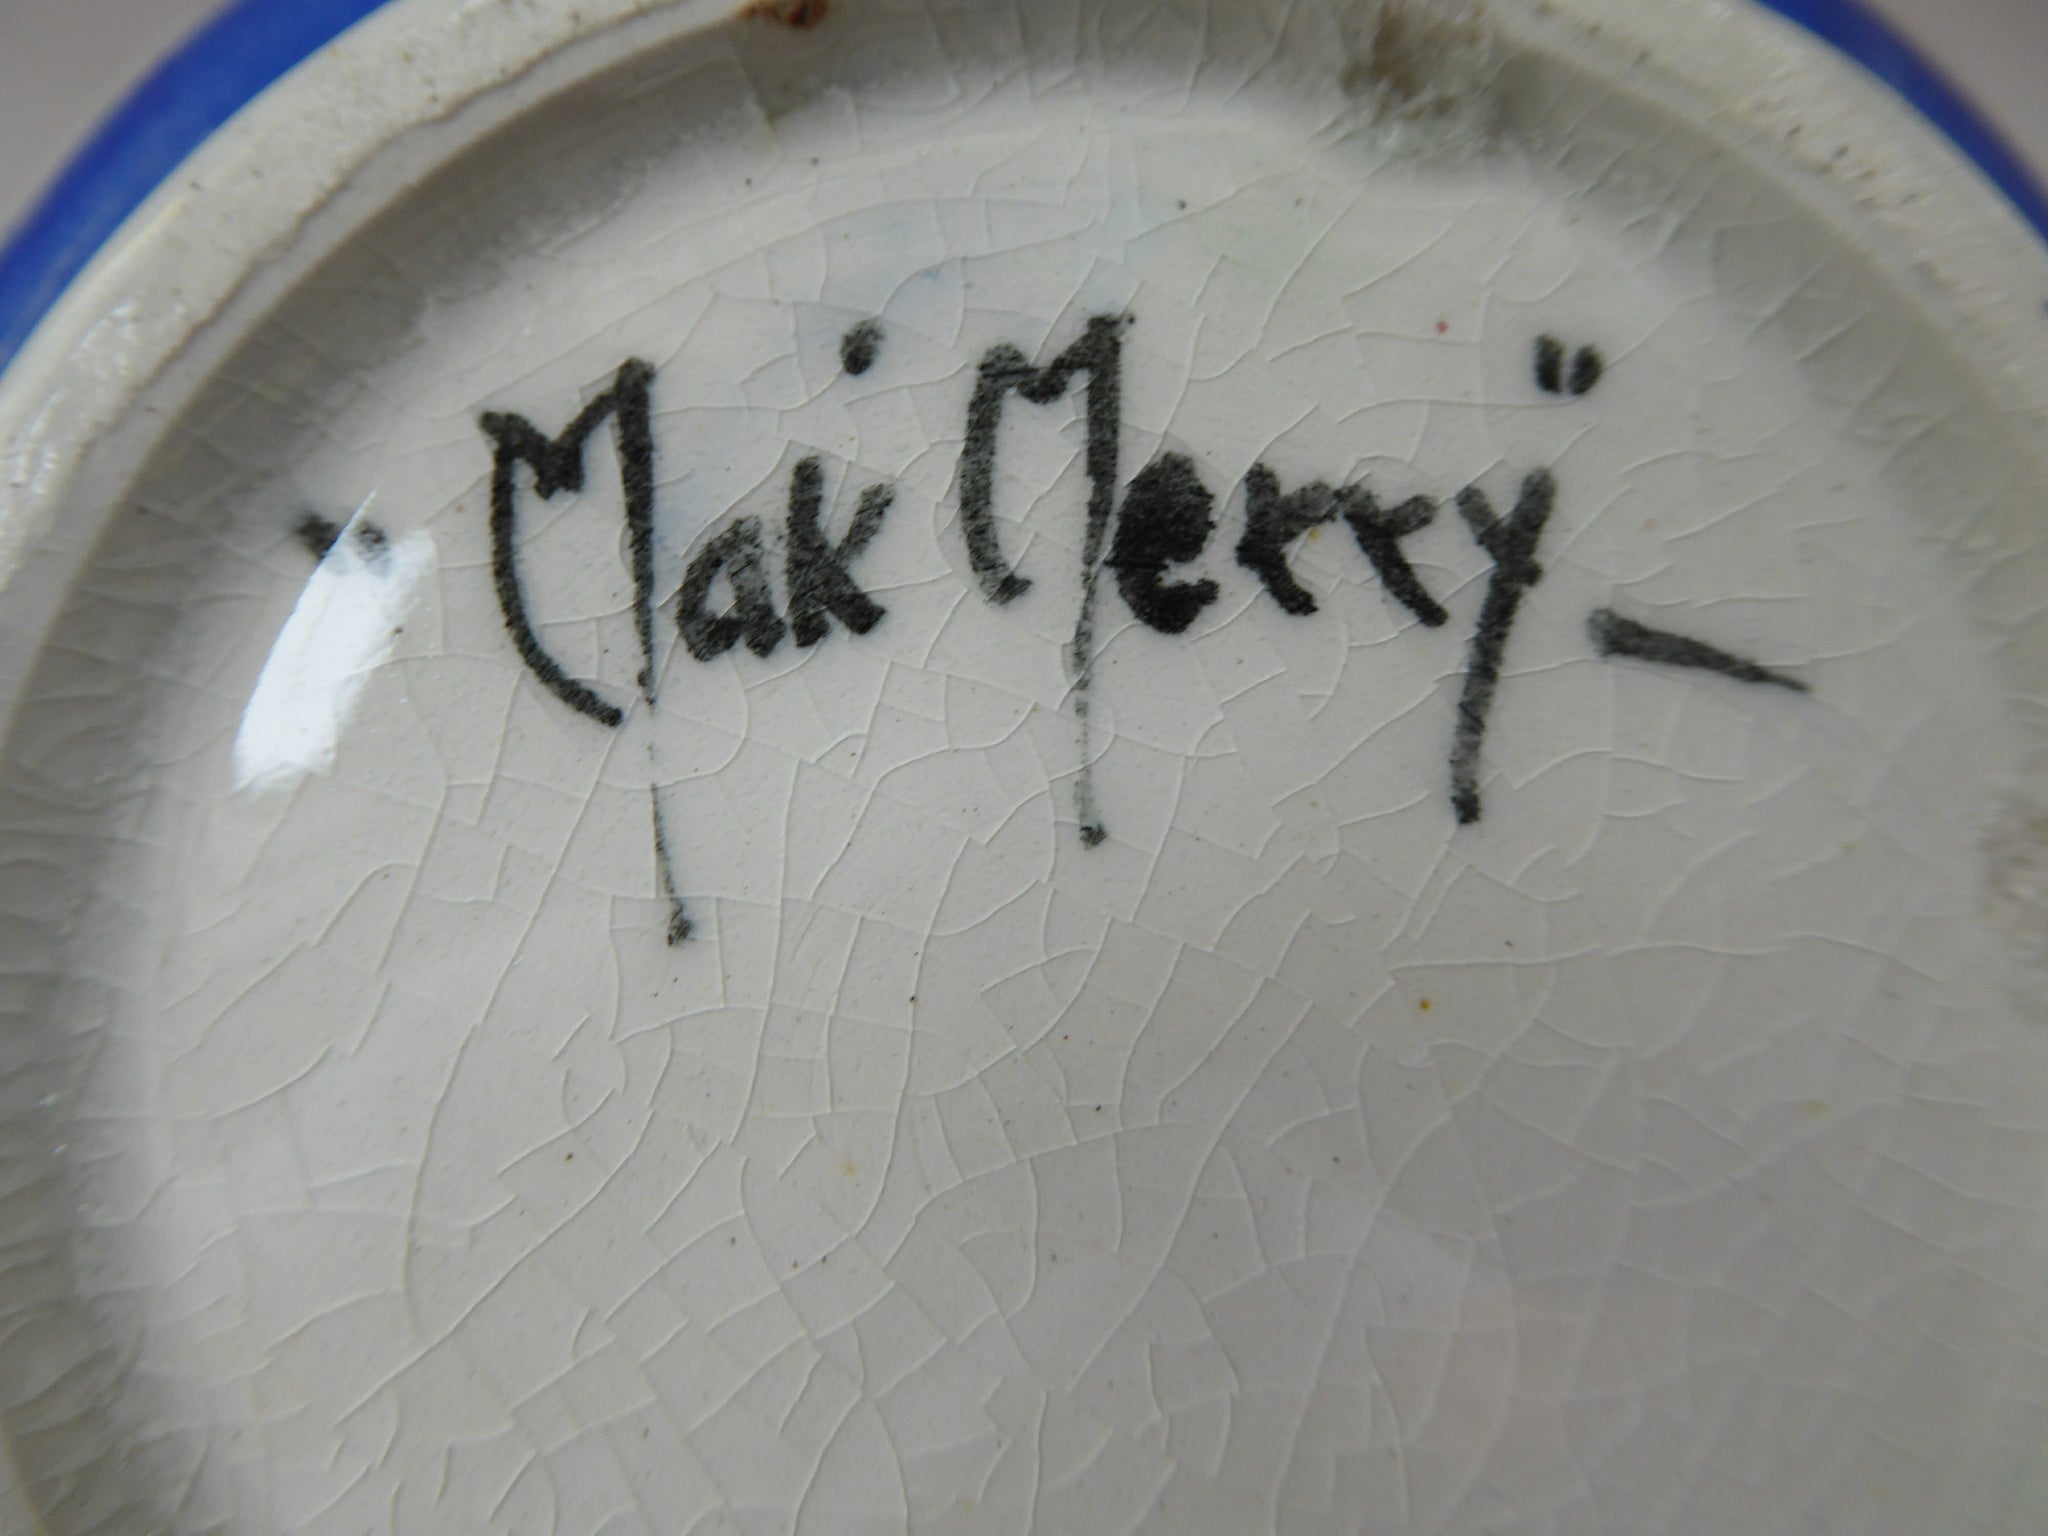 "Mak' Merry" _